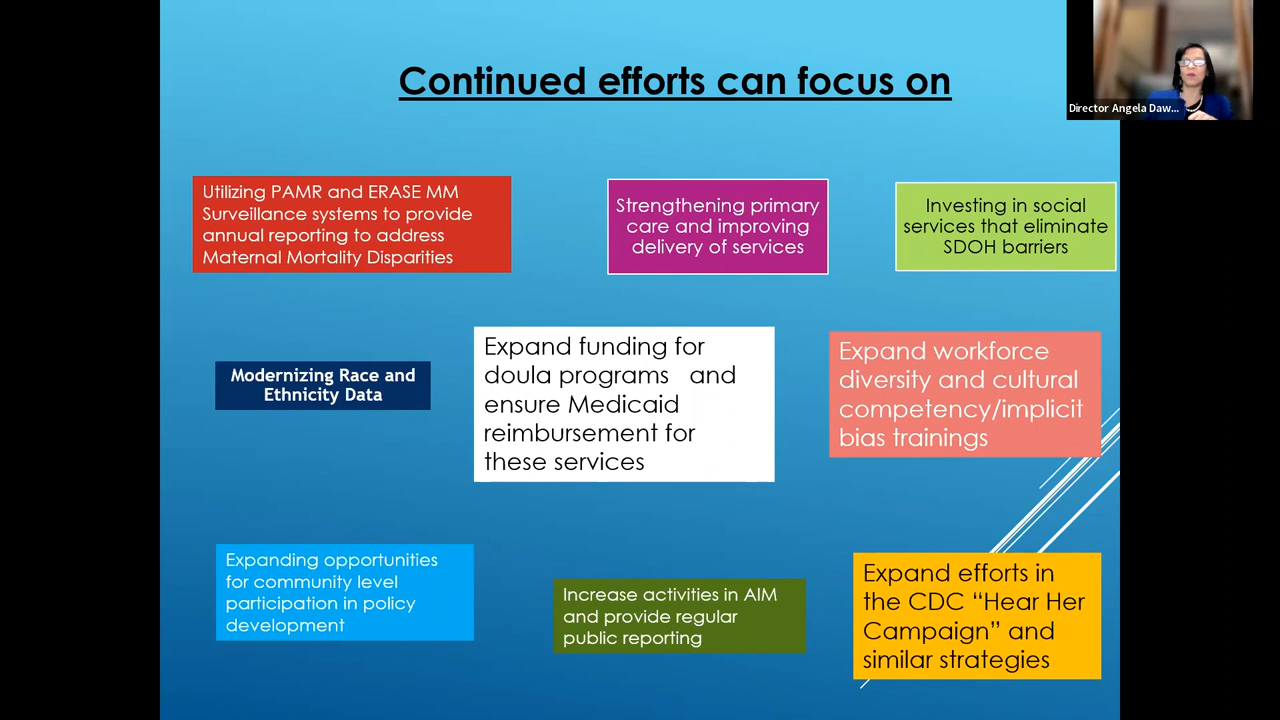 Continued efforts can focus on
Director Angela Daw...
Utilizing PAMR and ERASE MM
Surveillance systems to provide
annual reporting to address
Maternal Mortality Disparities
Strengthening primary
care and improving
delivery of services
Investing in social
services that eliminate
SDOH barriers
Modernizing Race and
Ethnicity Data
Expand funding for
doula programs and
ensure Medicaid
reimbursement for
these services
Expand workforce
diversity and cultural
competency/implicit
bias trainings
Expanding opportunities
for community level
participation in policy
development
Increase activities in AIM
and provide regular
public reporting
Expand efforts in
the CDC “Hear Her
Campaign” and
similar strategies